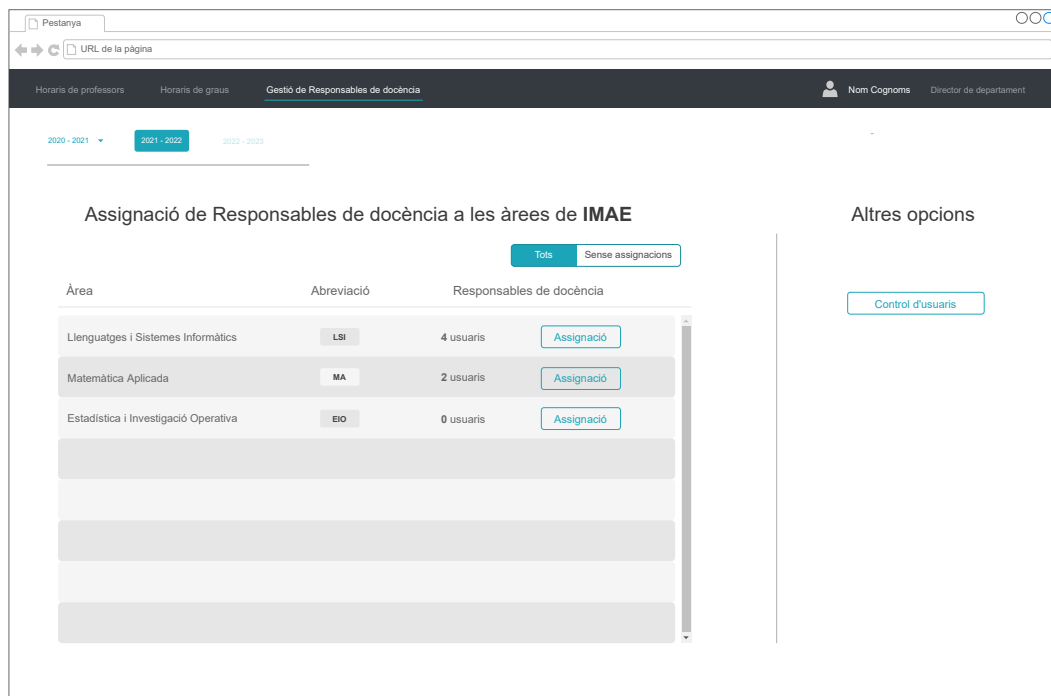 Pestanya
URL de la pàgina
Horaris de professors Horaris de graus Gestió de Responsables de docència Nom Cognoms Director de departament
2020 - 2021 2021 - 2022 2022 - 2023 -
Assignació de Responsables de docència a les àrees de IMAE Altres opcions
Tots Sense assignacions
Àrea Abreviació Responsables de docència
Control d'usuaris
Llenguatges i Sistemes Informàtics LSI 4 usuaris Assignació
Matemàtica Aplicada MA 2 usuaris Assignació
Estadística i Investigació Operativa EIO 0 usuaris Assignació